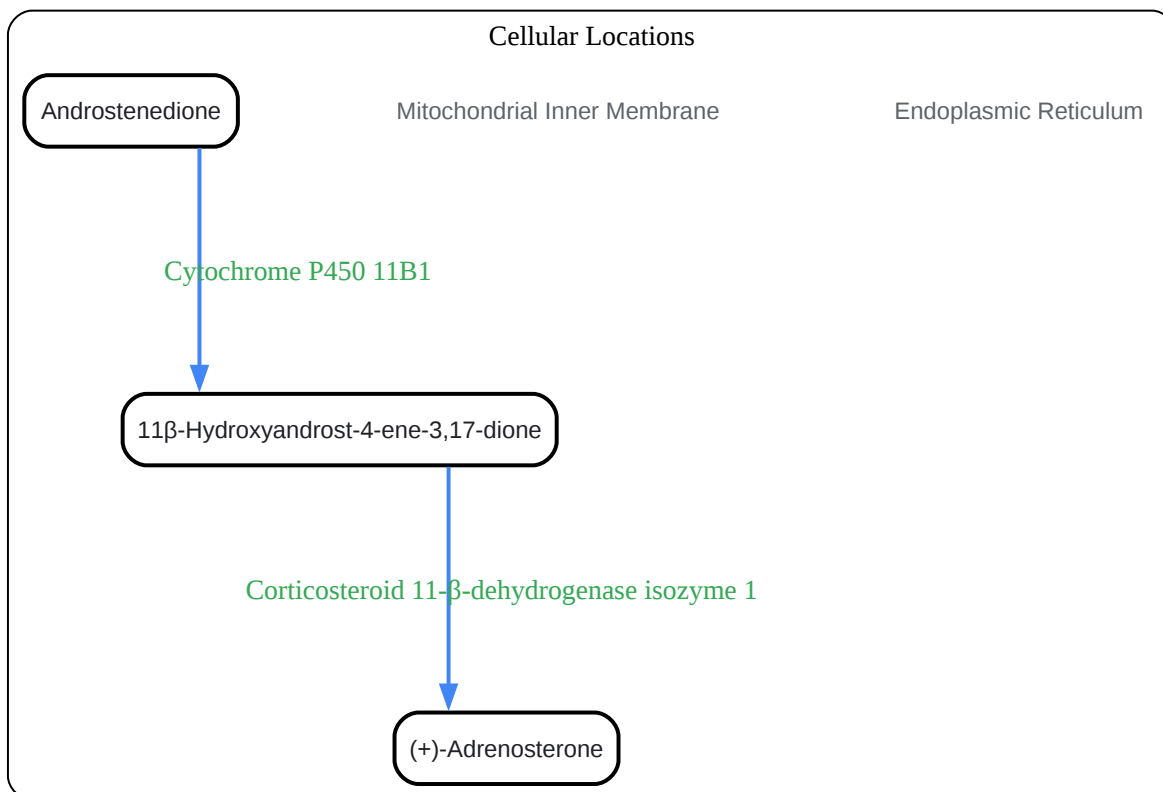 Cellular Locations
Androstenedione
Mitochondrial Inner Membrane
Endoplasmic Reticulum
Cytochrome P450 11B1
11β-Hydroxyandrost-4-ene-3,17-dione
Corticosteroid 11-β-dehydrogenase isozyme 1
(+)-Adrenosterone